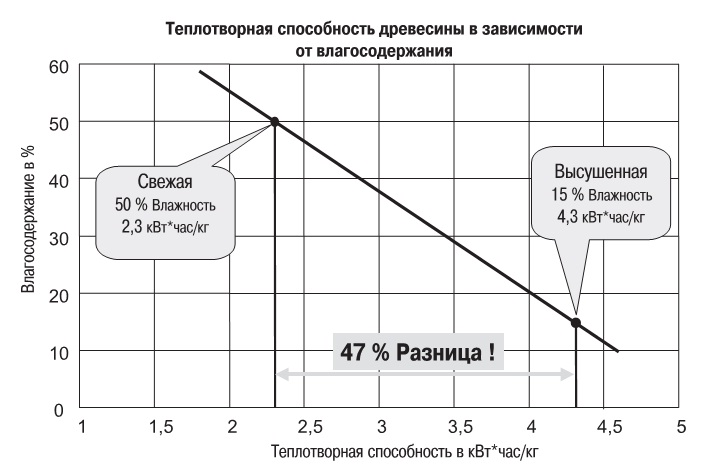 Теплотворная способность древесины в зависимости
от влагосодержания
Влагосодержание в %
60
50
40
30
20
10
0
Свежая
50 % Влажность
2,3 кВт*час/кг
Высушенная
15 % Влажность
4,3 кВт*час/кг
47 % Разница !
1 1,5 2 2,5 3 3,5 4 4,5 5
Теплотворная способность в кВт*час/кг